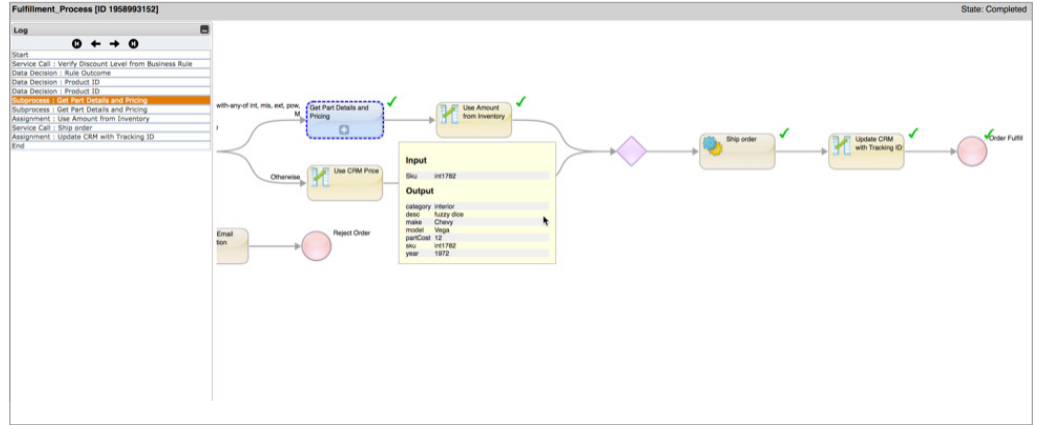 Fulfillment_Process [ID 1958993152]
State: Completed
Log
Start
Service Call : Verify Discount Level from Business Rule
Data Decision : Rule Outcome
Data Decision : Product ID
Data Decision : Product ID
Subprocess : Get Part Details and Pricing
Subprocess : Get Part Details and Pricing
Assignment : Use Amount from Inventory
Service Call : Ship order
Assignment : Update CRM with Tracking ID
End
with-any-of int, mis, ext, pow,
M
Get Part Details and
Pricing
Use Amount
from Inventory
Otherwise
Use CRM Price
Ship order
Update CRM
with Tracking ID
Order Fulfill
Email
tion
Reject Order
Input
Sku int1782
Output
category interior
desc fuzzy dice
make Chevy
model Vega
partCost 12
sku int1782
year 1972